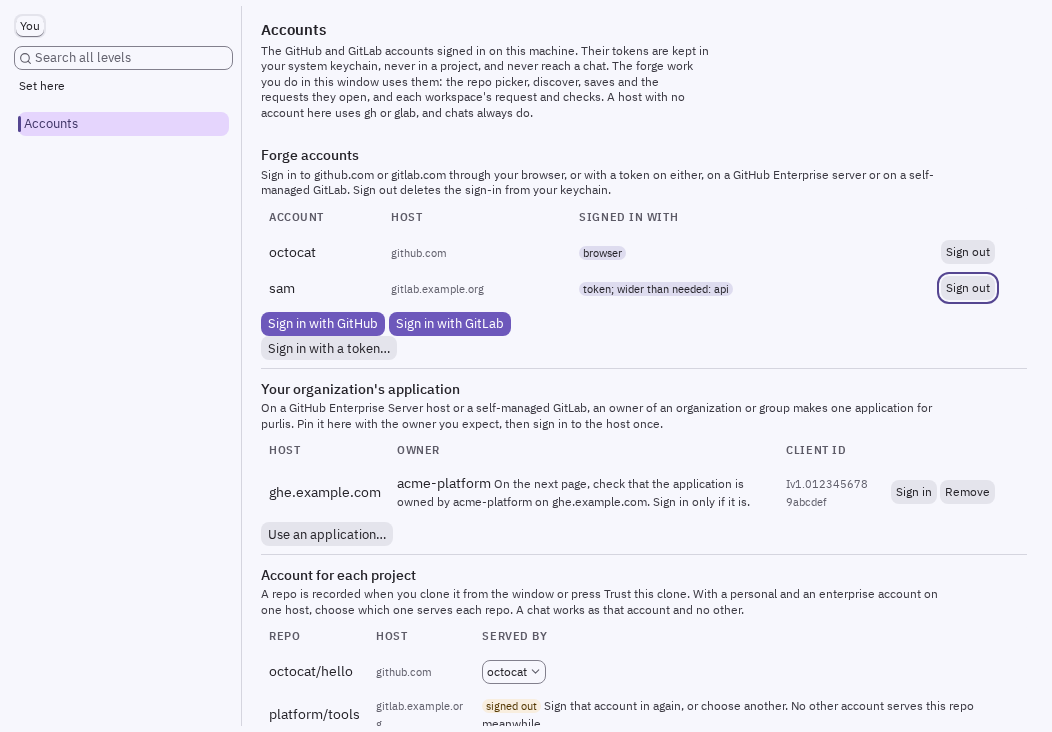 You
Search all levels
Set here
Accounts
Accounts
The GitHub and GitLab accounts signed in on this machine. Their tokens are kept in
your system keychain, never in a project, and never reach a chat. The forge work
you do in this window uses them: the repo picker, discover, saves and the
requests they open, and each workspace's request and checks. A host with no
account here uses gh or glab, and chats always do.
Forge accounts
Sign in to github.com or gitlab.com through your browser, or with a token on either, on a GitHub Enterprise server or on a self-
managed GitLab. Sign out deletes the sign-in from your keychain.
ACCOUNT HOST SIGNED IN WITH
octocat github.com browser Sign out
sam gitlab.example.org token; wider than needed: api Sign out
Sign in with GitHub Sign in with GitLab
Sign in with a token...
Your organization's application
On a GitHub Enterprise Server host or a self-managed GitLab, an owner of an organization or group makes one application for
purlis. Pin it here with the owner you expect, then sign in to the host once.
HOST OWNER CLIENT ID
ghe.example.com acme-platform On the next page, check that the application is
owned by acme-platform on ghe.example.com. Sign in only if it is.
Iv1.012345678
9abcdef
Sign in Remove
Use an application...
Account for each project
A repo is recorded when you clone it from the window or press Trust this clone. With a personal and an enterprise account on
one host, choose which one serves each repo. A chat works as that account and no other.
REPO HOST SERVED BY
octocat/hello github.com octocat
platform/tools gitlab.example.or
g
signed out Sign that account in again, or choose another. No other account serves this repo
meanwhile